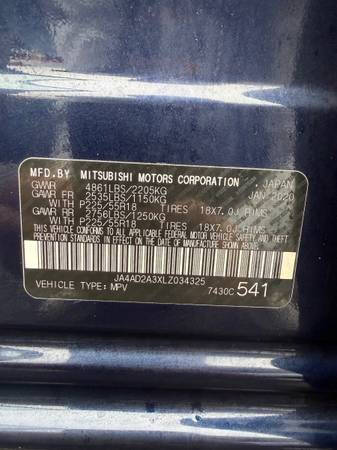 MFD.BY MITSUBISHI MOTORS CORPORATION , JAPAN
GVWR 4861LBS/2205KG JAN 2020
GAWR FR 2535LBS/1150KG
WITH P225/55R18 TIRES 18X7.0J RIMS
GAWR RR 2756LBS/1250KG
WITH P225/55R18 TIRES 18X7.0J RIMS
THIS VEHICLE CONFORMS TO ALL APPLICABLE FEDERAL MOTOR VEHICLE SAFETY AND THEFT PREVENTION STANDARDS IN EFFECT ON THE DATE OF MANUFACTURE SHOWN ABOVE.
JA4AD2A3XLZ034325
VEHICLE TYPE: MPV 7430C 541